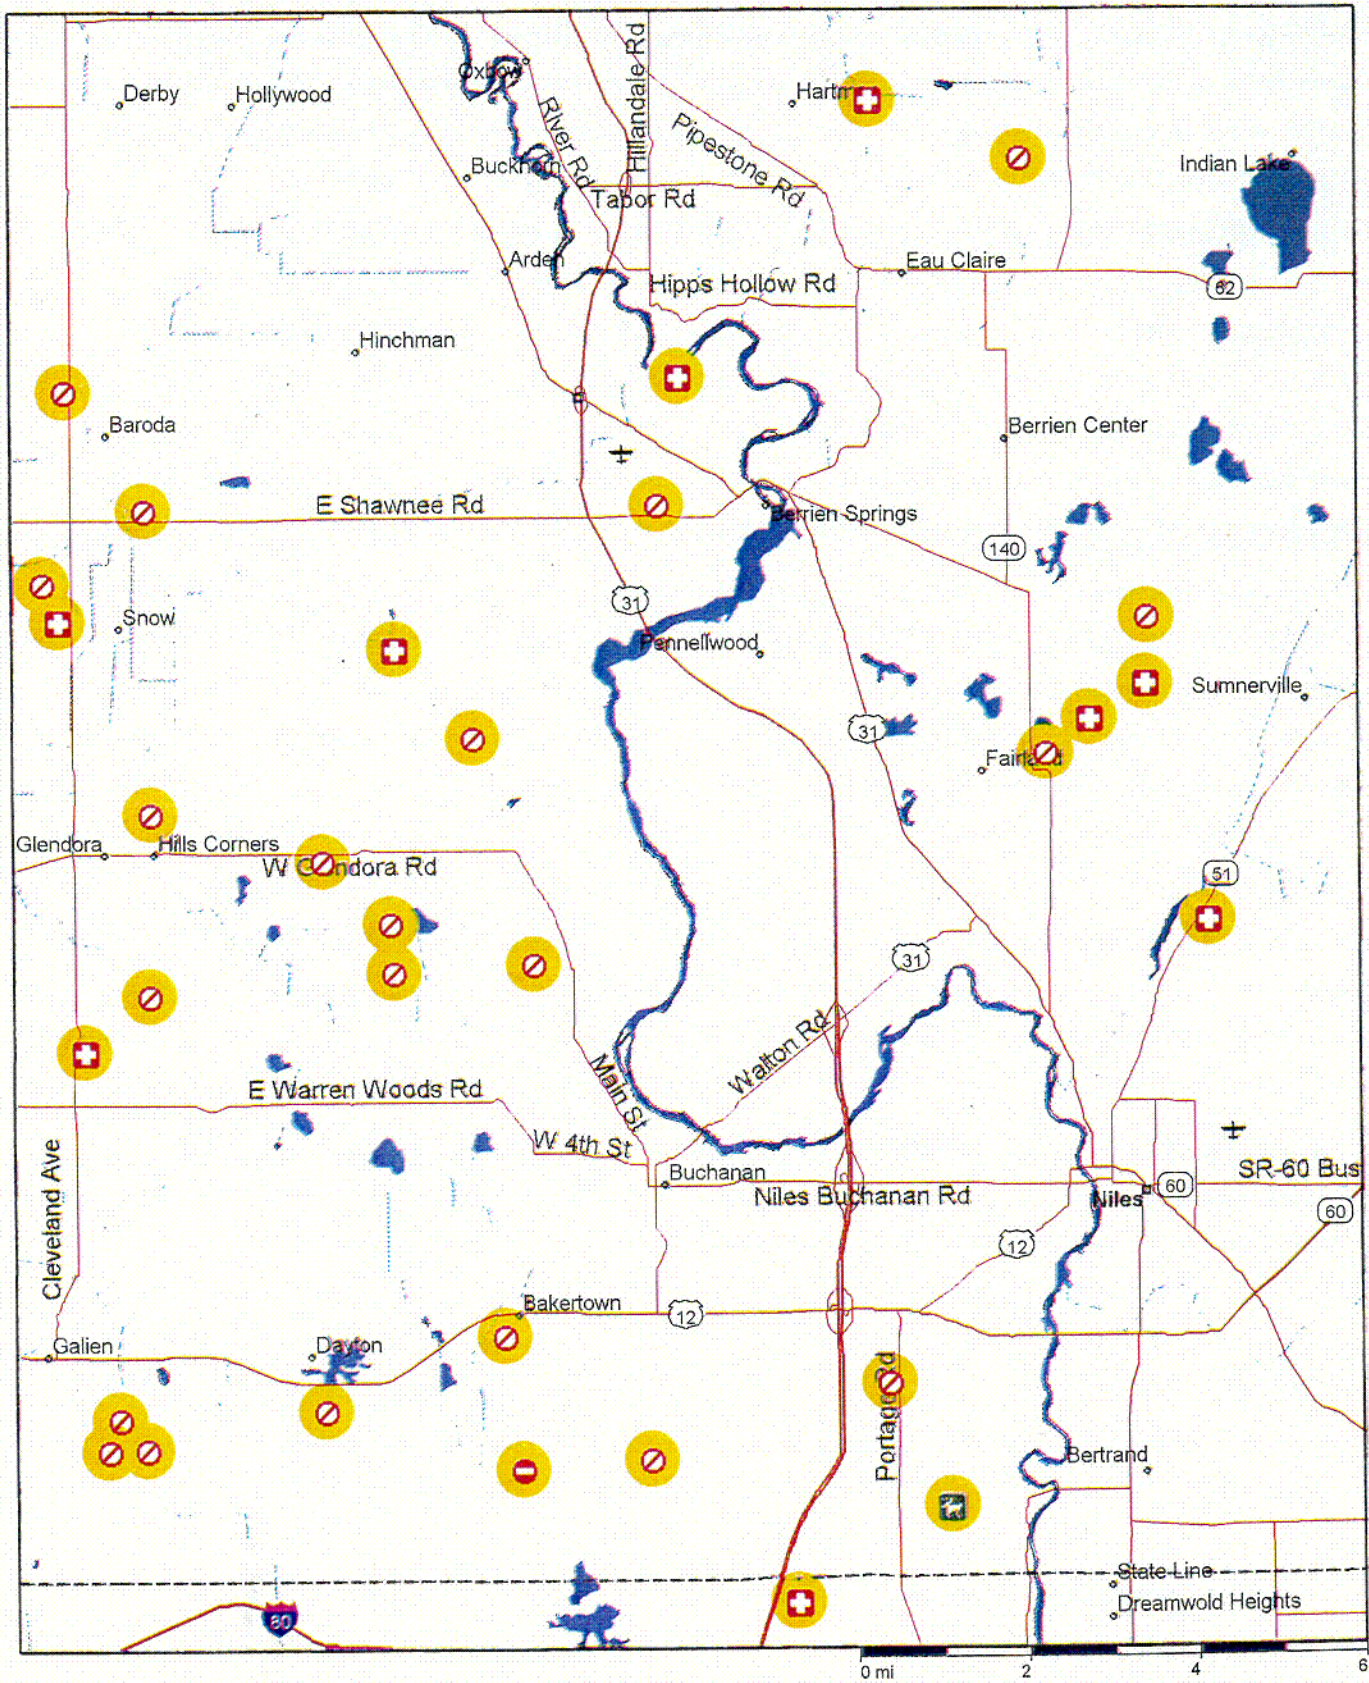 Oxbow
Derby
Hollywood
River Rd
Hillandale Rd
Pipestone Rd
Indian Lake
Buckhorn
Tabor Rd
Arden
Eau Claire
Hipps Hollow Rd
62
Hinchman
Baroda
Berrien Center
E Shawnee Rd
Berrien Springs
140
31
Snow
Pennellwood
Sumnerville
31
Fairland
Glendora
Hills Corners
W Glendora Rd
51
31
Walton Rd
Main St
E Warren Woods Rd
W 4th St
Cleveland Ave
Buchanan
Niles Buchanan Rd
Niles
60
SR-60 Bus
60
12
Bakertown
12
Galien
Dayton
Portage Rd
Bertrand
State Line
80
Dreamwold Heights
0 mi 2 4 6